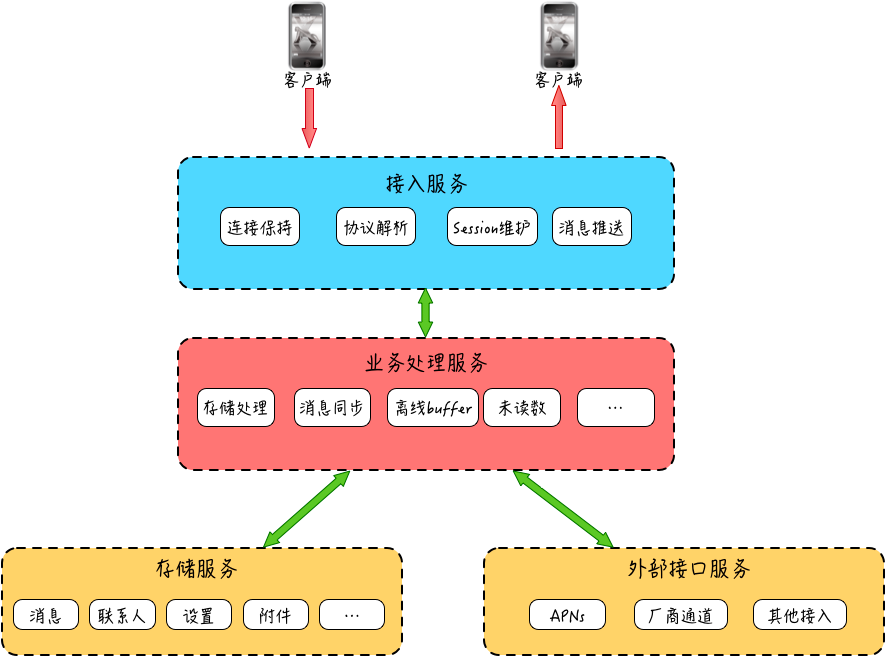 客户端
客户端
接入服务
连接保持
协议解析
Session维护
消息推送
业务处理服务
存储处理
消息同步
离线buffer
未读数
…
存储服务
消息
联系人
设置
附件
…
外部接口服务
APNs
厂商通道
其他接入